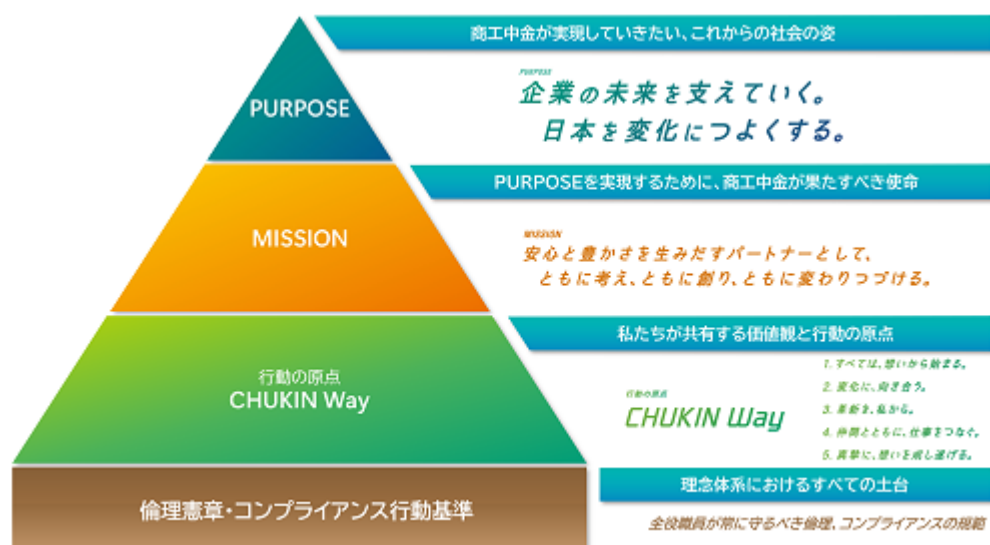 商工中金が実現していきたい、これからの社会の姿
PURPOSE
PURPOSE
企業の未来を支えていく。
日本を変化につよくする。
PURPOSEを実現するために、商工中金が果たすべき使命
MISSION
MISSION
安心と豊かさを生みだすパートナーとして、
ともに考え、ともに創り、ともに変わりつづける。
私たちが共有する価値観と行動の原点
行動の原点
CHUKIN Way
行動の原点
CHUKIN Way
1. すべては、想いから始まる。
2. 変化に、向き合う。
3. 革新を、私から。
4. 仲間とともに、仕事をつなぐ。
5. 真摯に、想いを成し遂げる。
理念体系におけるすべての土台
倫理憲章・コンプライアンス行動基準
全役職員が常に守るべき倫理、コンプライアンスの規範